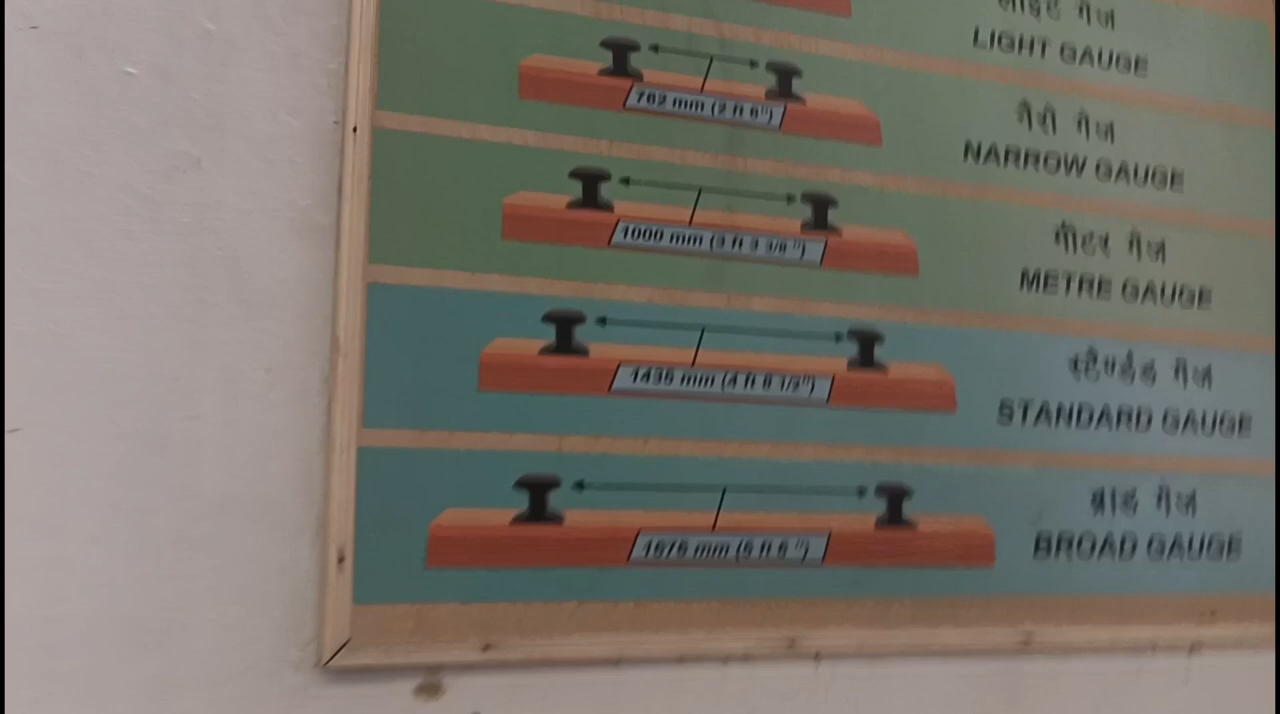 लाईट गेज
LIGHT GAUGE
762 mm (2 ft 6")
नैरो गेज
NARROW GAUGE
1000 mm (3 ft 3 3/8 ")
मीटर गेज
METRE GAUGE
1435 mm (4 ft 8 1/2")
स्टैण्डर्ड गेज
STANDARD GAUGE
1676 mm (5 ft 6 ")
ब्राड गेज
BROAD GAUGE